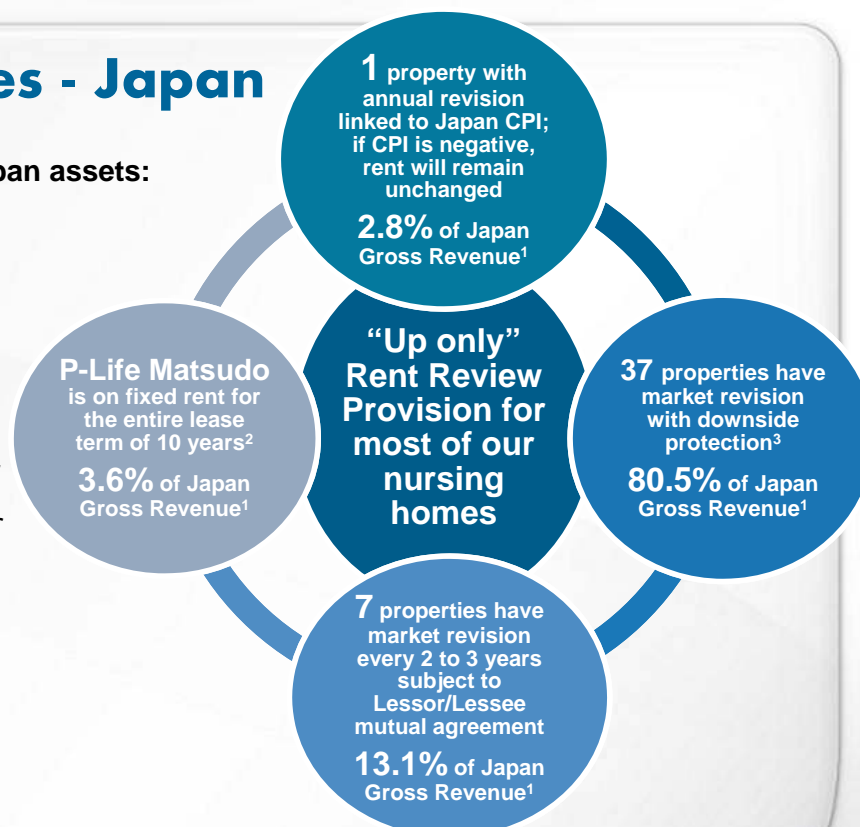 es - Japan
pan assets:
1 property with
annual revision
linked to Japan CPI;
if CPI is negative,
rent will remain
unchanged
2.8% of Japan
Gross Revenue¹
P-Life Matsudo
is on fixed rent for
the entire lease
term of 10 years²
3.6% of Japan
Gross Revenue¹
“Up only”
Rent Review
Provision for
most of our
nursing
homes
37 properties have
market revision
with downside
protection³
80.5% of Japan
Gross Revenue¹
7 properties have
market revision
every 2 to 3 years
subject to
Lessor/Lessee
mutual agreement
13.1% of Japan
Gross Revenue¹